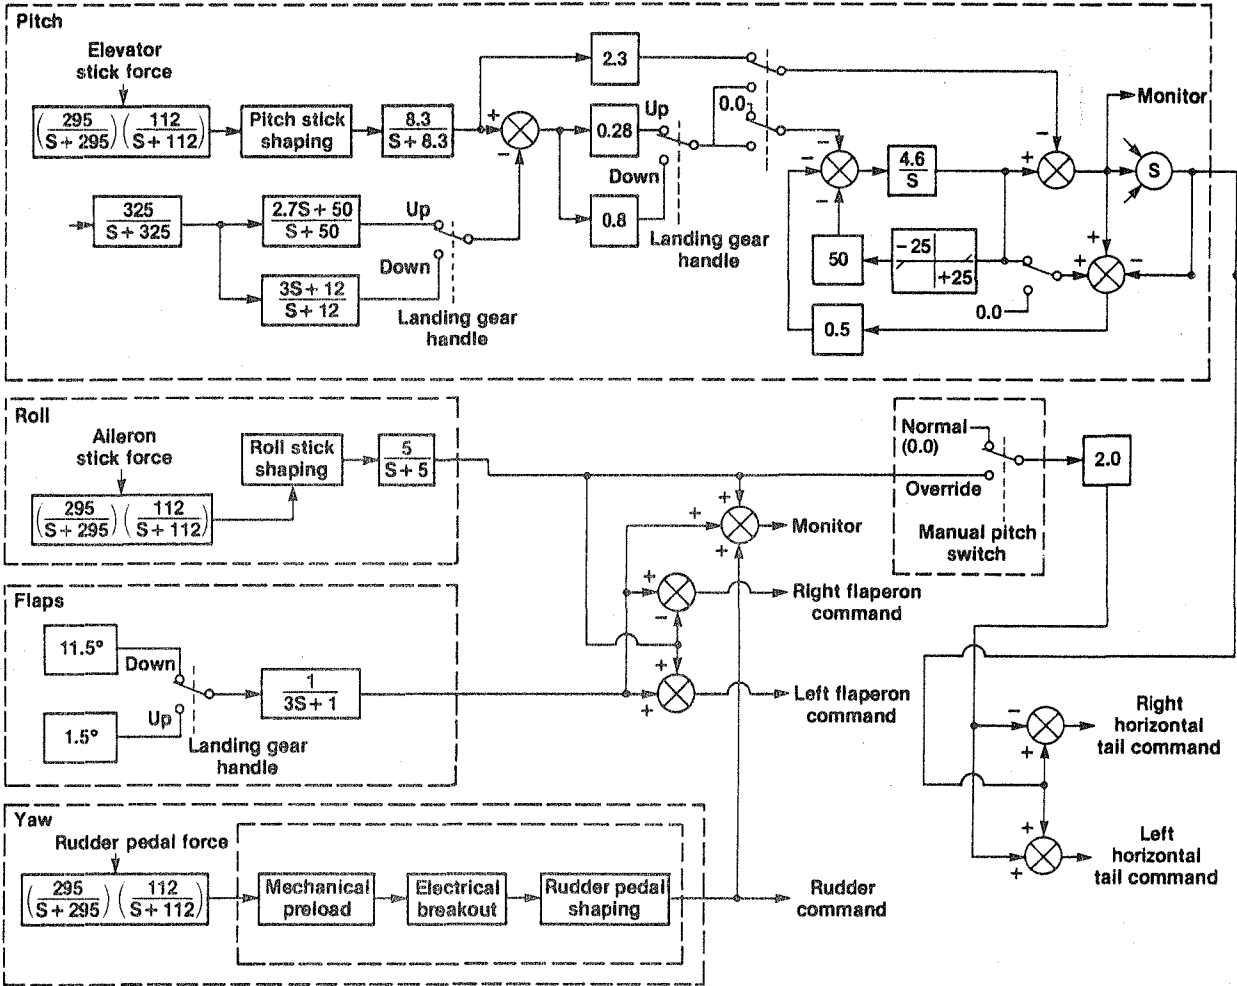 Pitch
Elevator
stick force
(295/S + 295) (112/S + 112)
Pitch stick
shaping
8.3/S + 8.3
+
−
2.3
0.28
0.8
Up
Down
Landing gear
handle
0.0
325/S + 325
2.7S + 50/S + 50
3S + 12/S + 12
Up
Down
Landing gear
handle
−
−
−
4.6/S
+
−
Monitor
S
50
− 25
+25
0.0
+
+
−
0.5
Roll
Aileron
stick force
(295/S + 295) (112/S + 112)
Roll stick
shaping
5/S + 5
Normal
(0.0)
Override
Manual pitch
switch
2.0
+
+
+
Monitor
Flaps
11.5°
Down
1.5°
Up
Landing gear
handle
1/3S + 1
+
−
Right flaperon
command
+
+
Left flaperon
command
−
+
Right
horizontal
tail command
+
+
Left
horizontal
tail command
Yaw
Rudder pedal force
(295/S + 295) (112/S + 112)
Mechanical
preload
Electrical
breakout
Rudder pedal
shaping
Rudder
command